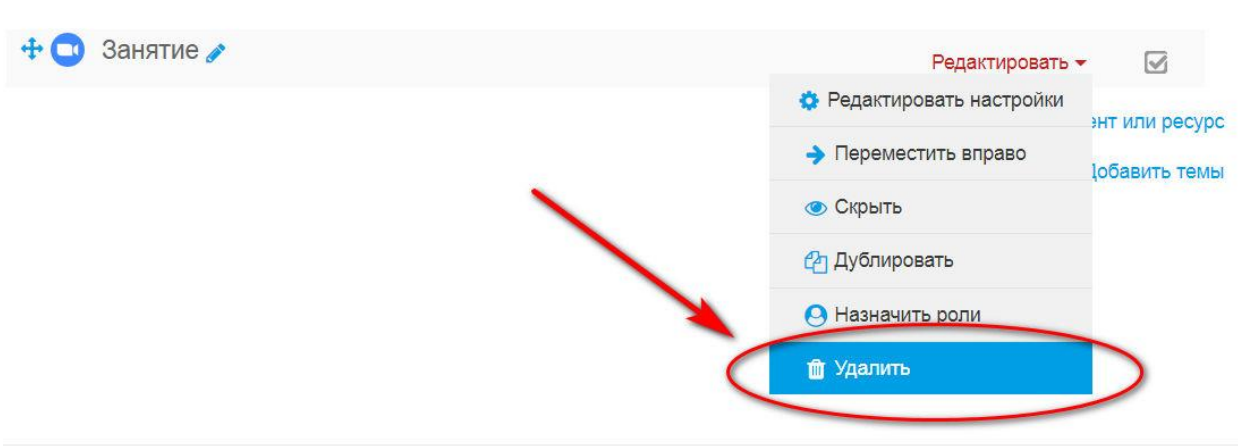 Занятие
Редактировать
Редактировать настройки
ент или ресурс
Переместить вправо
Добавить темы
Скрыть
Дублировать
Назначить роли
Удалить